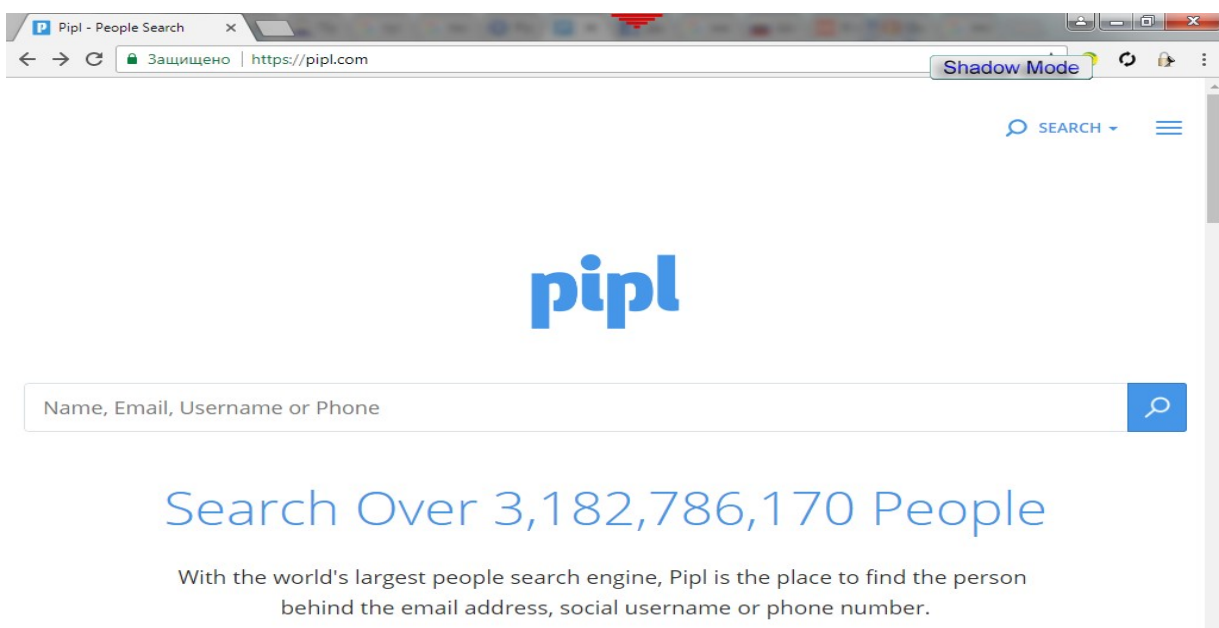 Pipl - People Search
Защищено | https://pipl.com
Shadow Mode
SEARCH
pipl
Name, Email, Username or Phone
Search Over 3,182,786,170 People
With the world's largest people search engine, Pipl is the place to find the person
behind the email address, social username or phone number.